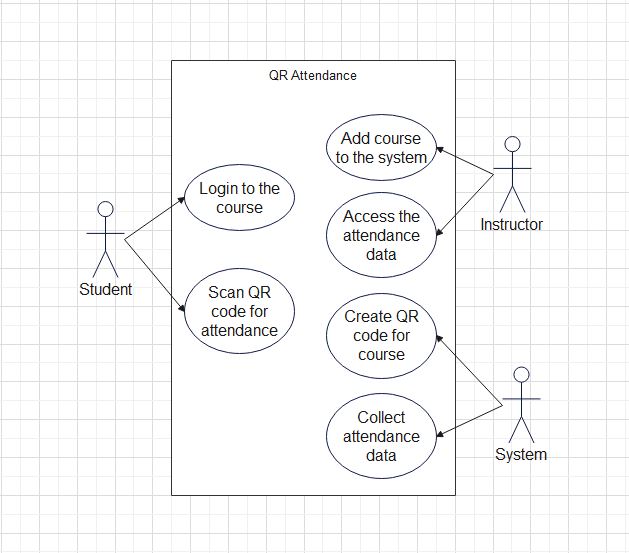 QR Attendance
Add course
to the system
Login to the
course
Access the
attendance
data
Instructor
Student
Scan QR
code for
attendance
Create QR
code for
course
Collect
attendance
data
System